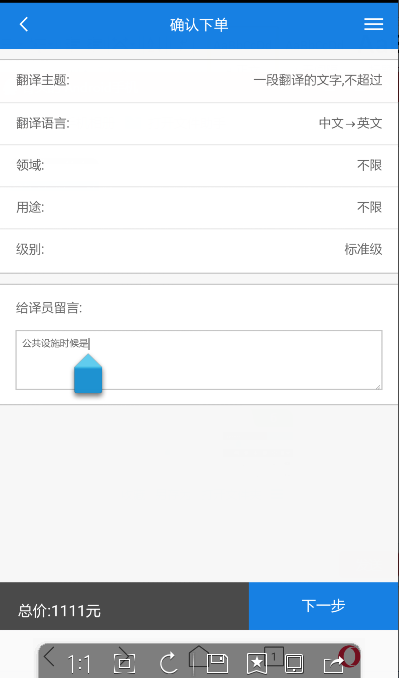 确认下单
翻译主题: 一段翻译的文字,不超过
翻译语言: 中文→英文
领域: 不限
用途: 不限
级别: 标准级
给译员留言:
公共设施时候是
总价:1111元 下一步
1:1 1